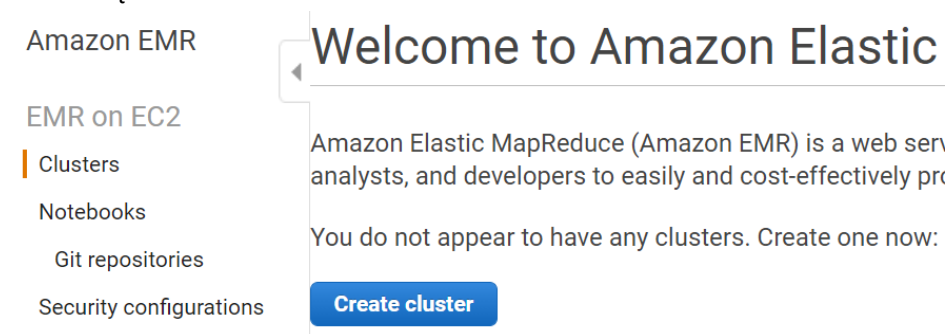 Amazon EMR
EMR on EC2
Clusters
Notebooks
Git repositories
Security configurations
Welcome to Amazon Elastic
Amazon Elastic MapReduce (Amazon EMR) is a web serv
analysts, and developers to easily and cost-effectively pro
You do not appear to have any clusters. Create one now:
Create cluster